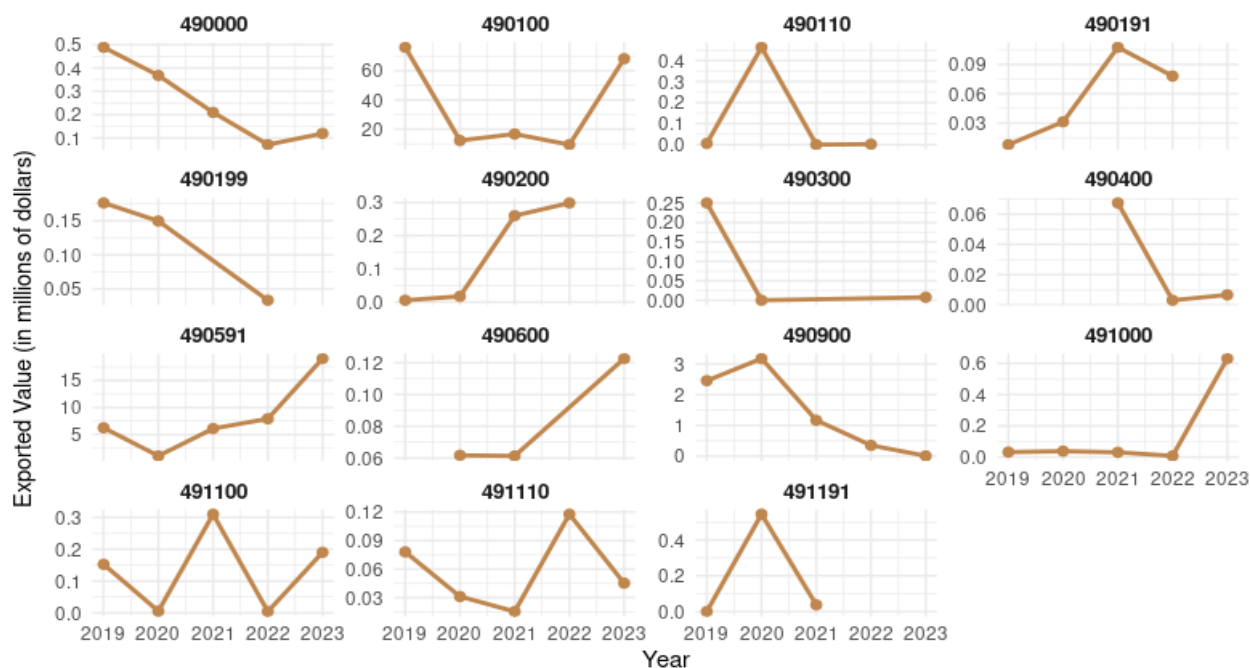 490000 490100 490110 490191
0.5 0.4 0.3 0.2 0.1
60 40 20
0.4 0.3 0.2 0.1 0.0
0.09 0.06 0.03
490199 490200 490300 490400
0.15 0.10 0.05
0.3 0.2 0.1 0.0
0.25 0.20 0.15 0.10 0.05 0.00
0.06 0.04 0.02 0.00
490591 490600 490900 491000
15 10 5
0.12 0.10 0.08 0.06
3 2 1 0
0.6 0.4 0.2 0.0
2019 2020 2021 2022 2023
491100 491110 491191
0.3 0.2 0.1 0.0
0.12 0.09 0.06 0.03
0.4 0.2 0.0
2019 2020 2021 2022 2023
2019 2020 2021 2022 2023
2019 2020 2021 2022 2023
Year
Exported Value (in millions of dollars)